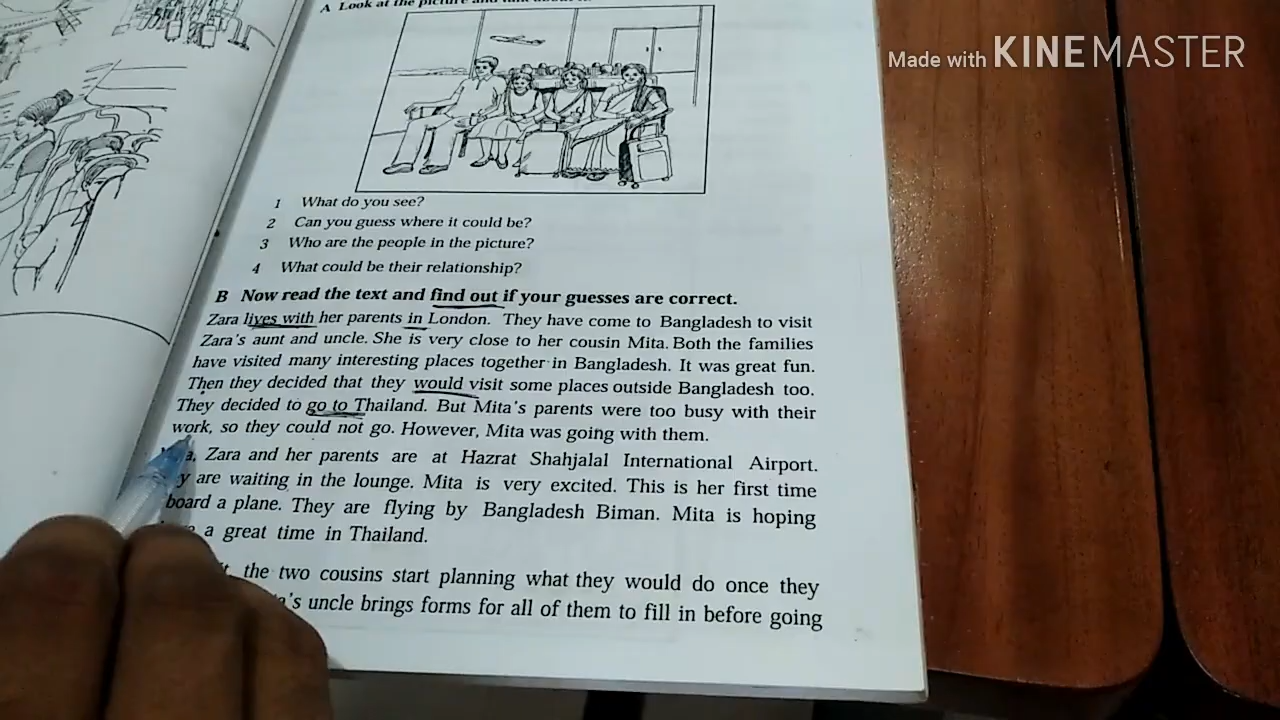 A Look at the picture and talk about
Made with KINEMASTER
1 What do you see?
2 Can you guess where it could be?
3 Who are the people in the picture?
4 What could be their relationship?
B Now read the text and find out if your guesses are correct.
Zara lives with her parents in London. They have come to Bangladesh to visit
Zara's aunt and uncle. She is very close to her cousin Mita. Both the families
have visited many interesting places together in Bangladesh. It was great fun.
Then they decided that they would visit some places outside Bangladesh too.
They decided to go to Thailand. But Mita's parents were too busy with their
work, so they could not go. However, Mita was going with them.
Zara and her parents are at Hazrat Shahjalal International Airport.
are waiting in the lounge. Mita is very excited. This is her first time
board a plane. They are flying by Bangladesh Biman. Mita is hoping
a great time in Thailand.
the two cousins start planning what they would do once they
uncle brings forms for all of them to fill in before going